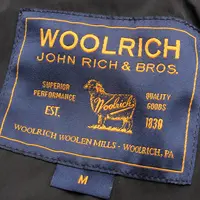 WOOLRICH
JOHN RICH & BROS.
SUPERIOR PERFORMANCE
QUALITY GOODS
Woolrich
EST. 1830
WOOLRICH WOOLEN MILLS - WOOLRICH, PA
M